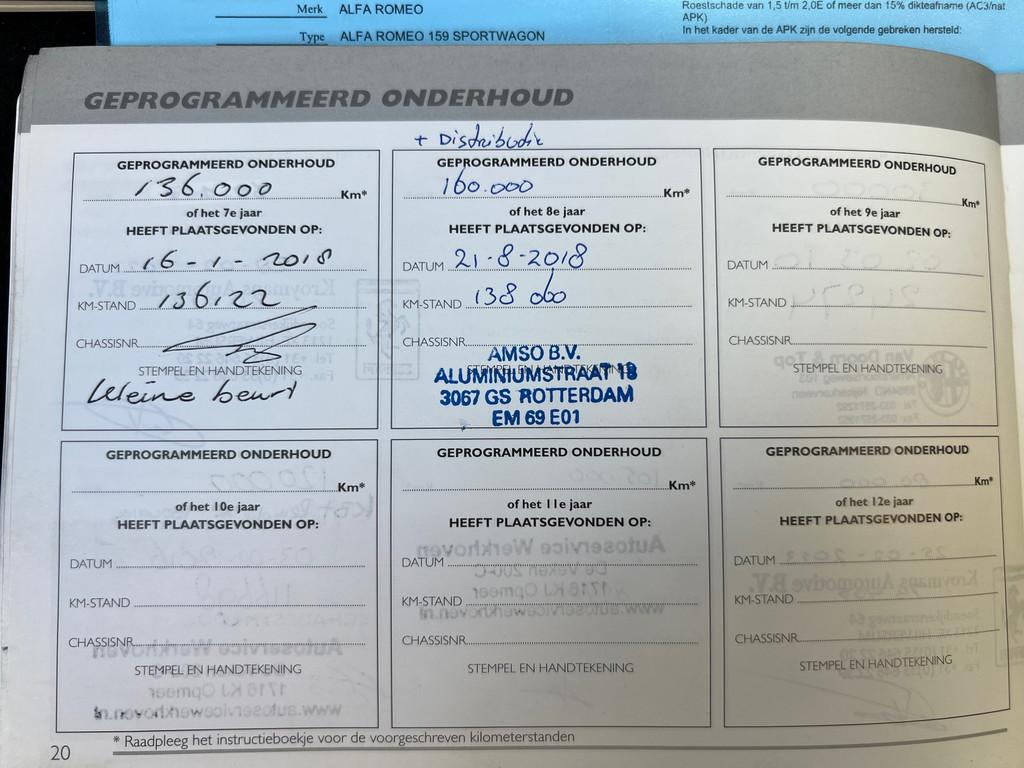 Merk ALFA ROMEO
Type ALFA ROMEO 159 SPORTWAGON
Roestschade van 1,5 t/m 2,0E of meer dan 15% dikteafname (AC3/nat
APK)
In het kader van de APK zijn de volgende gebreken hersteld:
GEPROGRAMMEERD ONDERHOUD
+ Distributie
GEPROGRAMMEERD ONDERHOUD
136.000 Km*
of het 7e jaar
HEEFT PLAATSGEVONDEN OP:
DATUM 16-1-2018
KM-STAND 136122
CHASSISNR.
STEMPEL EN HANDTEKENING
Kleine beurt
GEPROGRAMMEERD ONDERHOUD
160.000 Km*
of het 8e jaar
HEEFT PLAATSGEVONDEN OP:
DATUM 21-8-2018
KM-STAND 138 060
CHASSISNR.
STEMPEL EN HANDTEKENING
AMSO B.V.
ALUMINIUMSTRAAT 18
3067 GS ROTTERDAM
EM 69 E01
GEPROGRAMMEERD ONDERHOUD
Km*
of het 9e jaar
HEEFT PLAATSGEVONDEN OP:
DATUM
KM-STAND
CHASSISNR.
STEMPEL EN HANDTEKENING
GEPROGRAMMEERD ONDERHOUD
Km*
of het 10e jaar
HEEFT PLAATSGEVONDEN OP:
DATUM
KM-STAND
CHASSISNR.
STEMPEL EN HANDTEKENING
GEPROGRAMMEERD ONDERHOUD
Km*
of het 11e jaar
HEEFT PLAATSGEVONDEN OP:
DATUM
KM-STAND
CHASSISNR.
STEMPEL EN HANDTEKENING
GEPROGRAMMEERD ONDERHOUD
Km*
of het 12e jaar
HEEFT PLAATSGEVONDEN OP:
DATUM
KM-STAND
CHASSISNR.
STEMPEL EN HANDTEKENING
* Raadpleeg het instructieboekje voor de voorgeschreven kilometerstanden
20